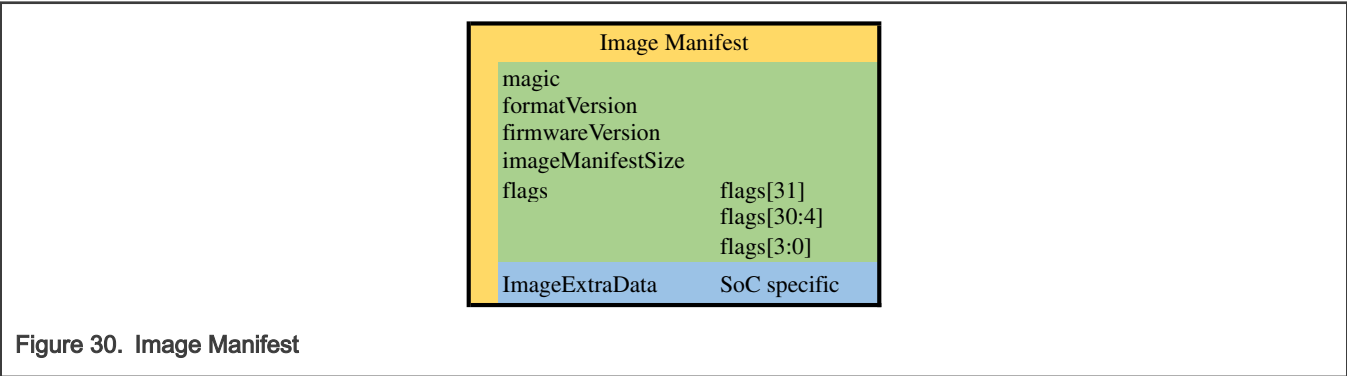 Image Manifest
magic
formatVersion
firmwareVersion
imageManifestSize
flags flags[31]
flags[30:4]
flags[3:0]
ImageExtraData SoC specific
Figure 30. Image Manifest